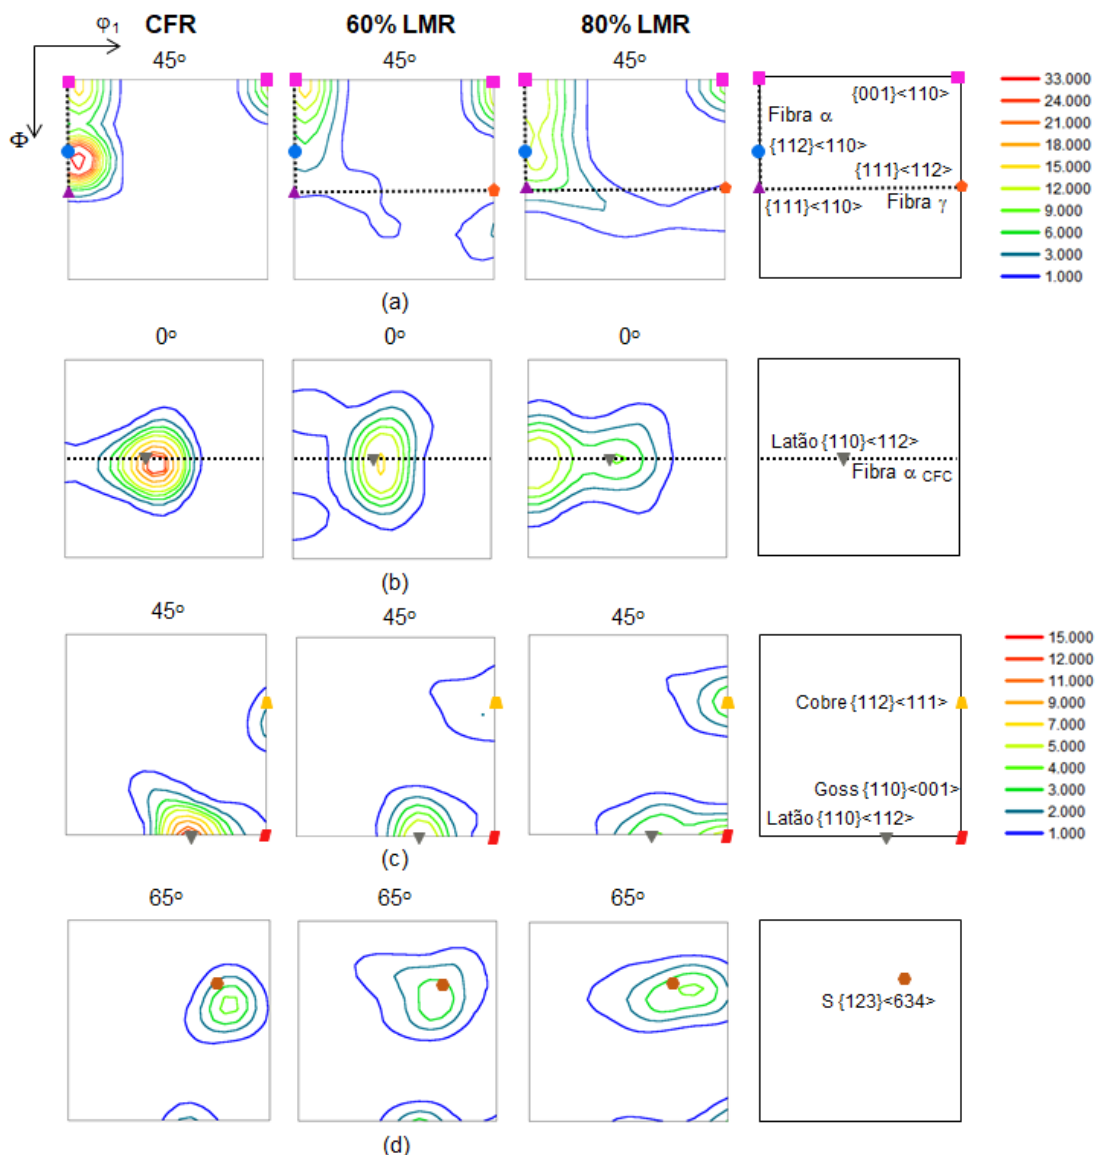 φ1 CFR 60% LMR 80% LMR
45º 45º 45º
Φ
{001}<110>
Fibra α
{112}<110>
{111}<112>
{111}<110> Fibra γ
33.000
24.000
21.000
18.000
15.000
12.000
9.000
6.000
3.000
1.000
(a)
0º 0º 0º
Latão {110}<112>
Fibra α CFC
(b)
45º 45º 45º
Cobre {112}<111>
Goss {110}<001>
Latão {110}<112>
15.000
12.000
11.000
9.000
7.000
5.000
4.000
3.000
2.000
1.000
(c)
65º 65º 65º
S {123}<634>
(d)